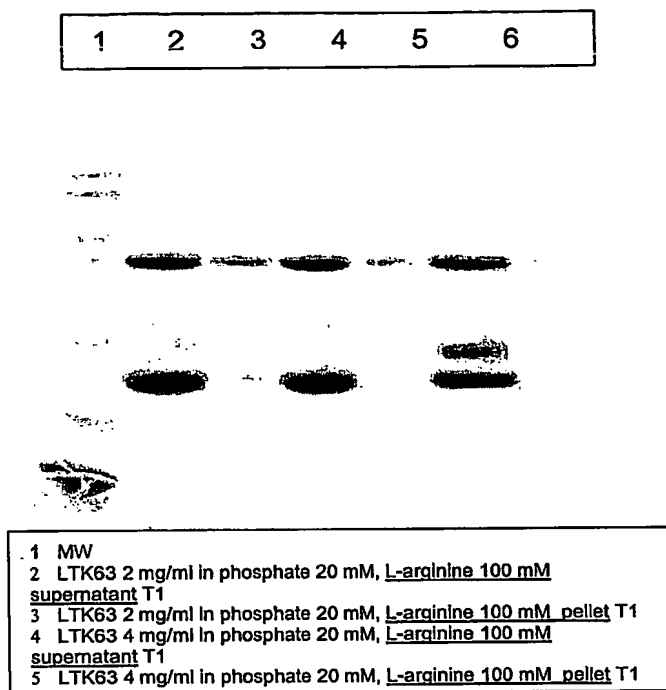 1 2 3 4 5 6
1 MW
2 LTK63 2 mg/ml in phosphate 20 mM, L-arginine 100 mM
supernatant T1
3 LTK63 2 mg/ml in phosphate 20 mM, L-arginine 100 mM pellet T1
4 LTK63 4 mg/ml in phosphate 20 mM, L-arginine 100 mM
supernatant T1
5 LTK63 4 mg/ml in phosphate 20 mM, L-arginine 100 mM pellet T1